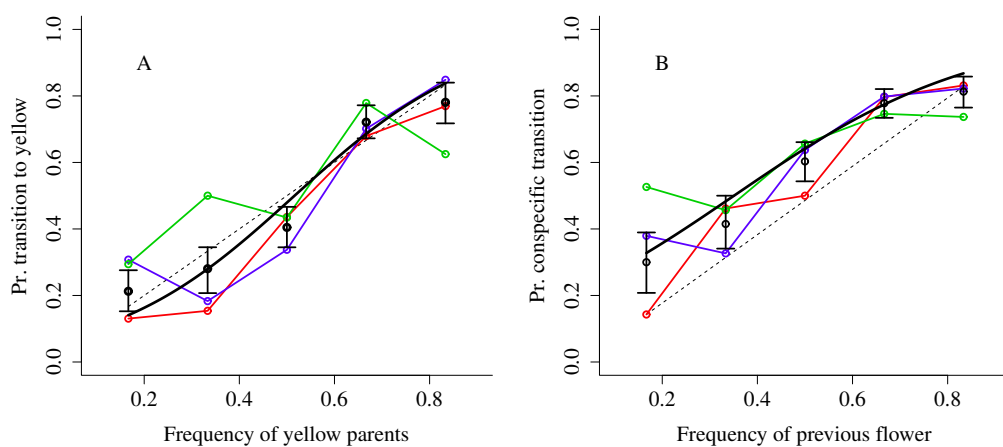 A
Pr. transition to yellow
0.0 0.2 0.4 0.6 0.8 1.0
0.2 0.4 0.6 0.8
Frequency of yellow parents
B
Pr. conspecific transition
0.0 0.2 0.4 0.6 0.8 1.0
0.2 0.4 0.6 0.8
Frequency of previous flower